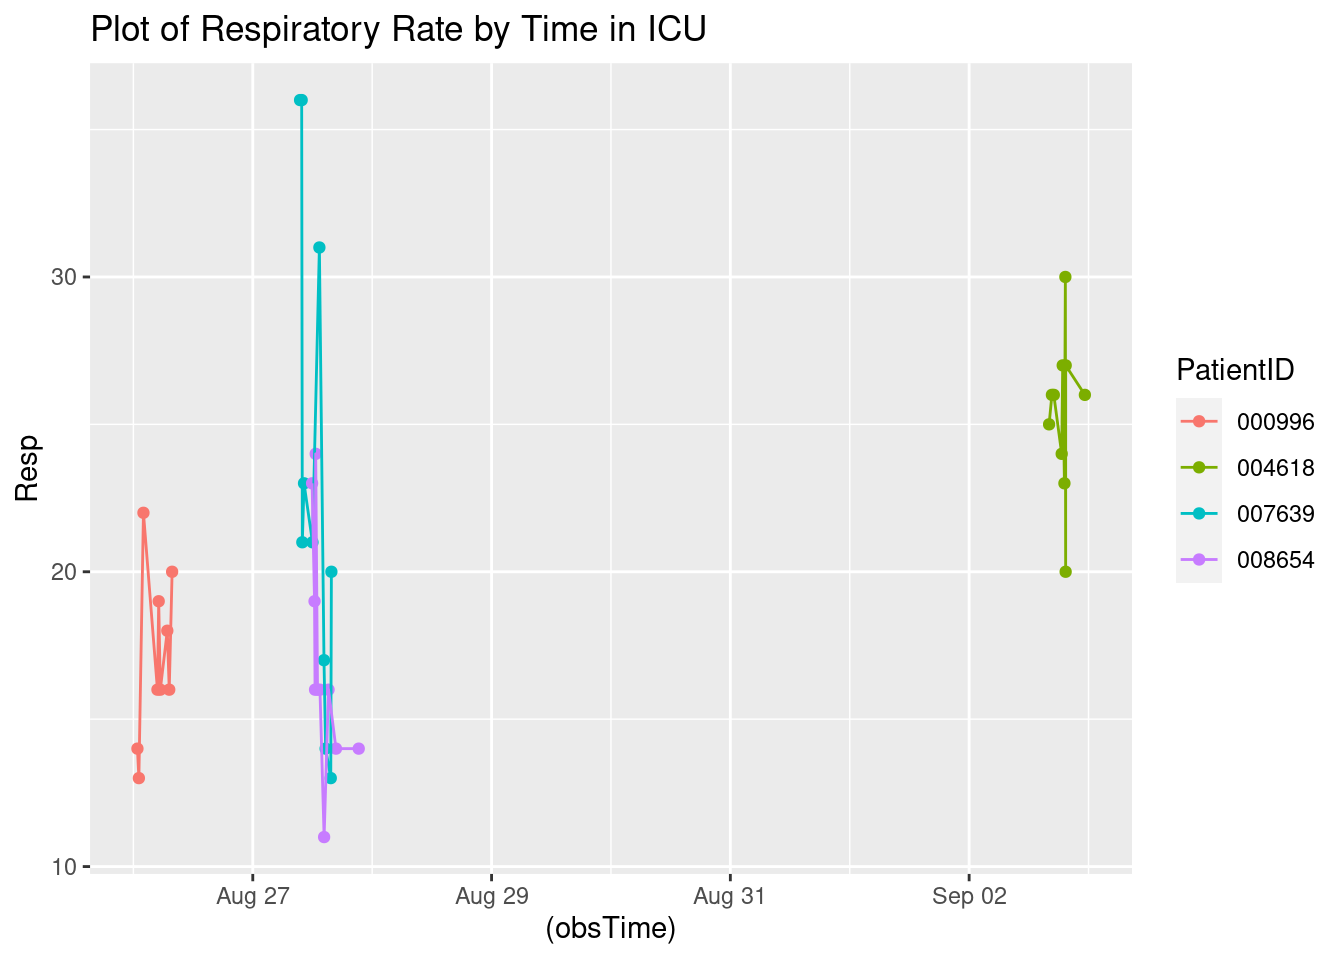 Plot of Respiratory Rate by Time in ICU
Resp
30
20
10
Aug 27 Aug 29 Aug 31 Sep 02
(obsTime)
PatientID
000996
004618
007639
008654